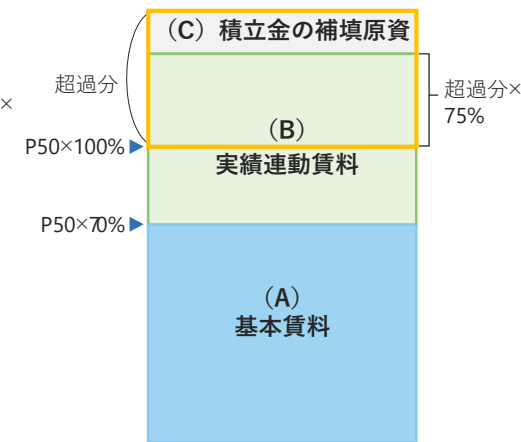 （C）積立金の補填原資
超過分
×
超過分×
75%
P50×100%
（B）
実績連動賃料
P50×70%
（A）
基本賃料